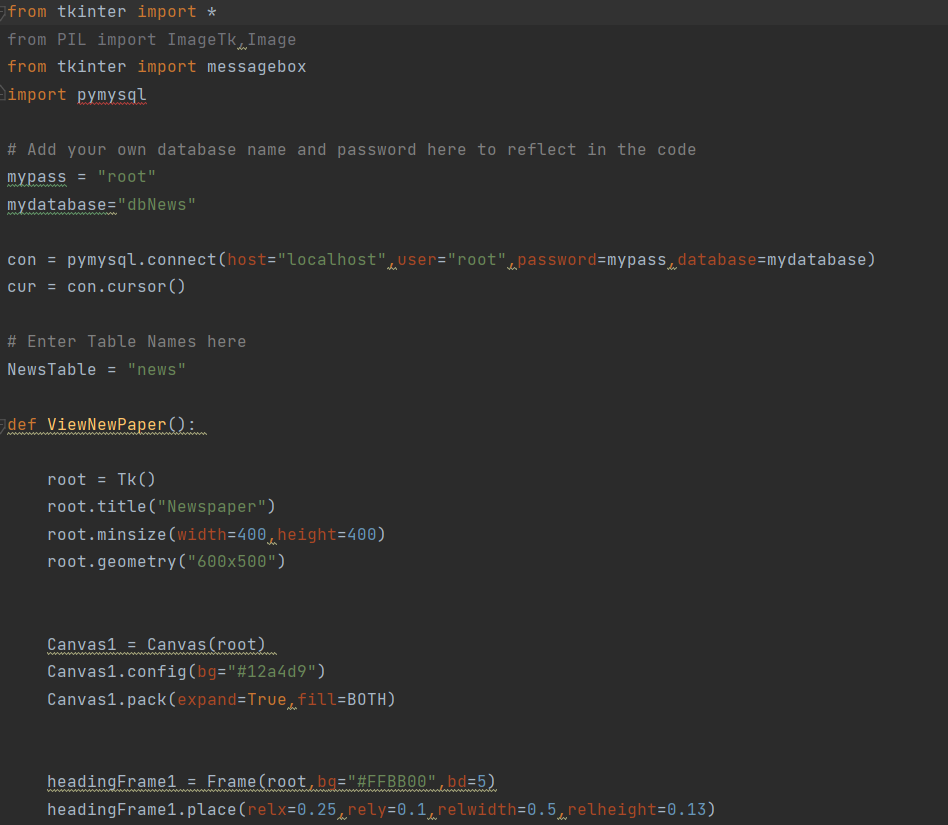 from tkinter import *
from PIL import ImageTk,Image
from tkinter import messagebox
import pymysql
# Add your own database name and password here to reflect in the code
mypass = "root"
mydatabase="dbNews"
con = pymysql.connect(host="localhost",user="root",password=mypass,database=mydatabase)
cur = con.cursor()
# Enter Table Names here
NewsTable = "news"
def ViewNewPaper():
    root = Tk()
    root.title("Newspaper")
    root.minsize(width=400,height=400)
    root.geometry("600x500")
    Canvas1 = Canvas(root)
    Canvas1.config(bg="#12a4d9")
    Canvas1.pack(expand=True,fill=BOTH)
    headingFrame1 = Frame(root,bg="#FFBB00",bd=5)
    headingFrame1.place(relx=0.25,rely=0.1,relwidth=0.5,relheight=0.13)